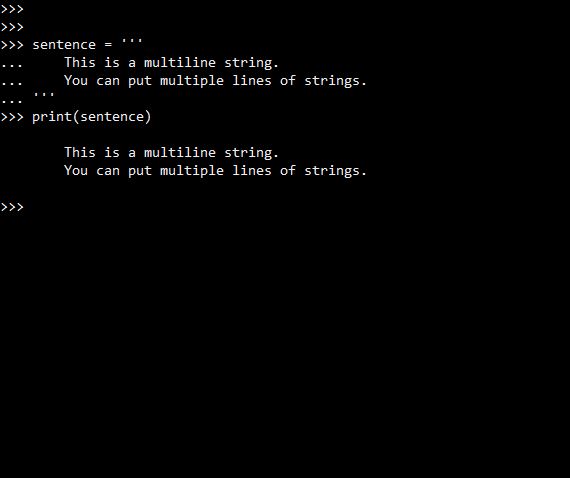 >>>
>>>
>>> sentence = '''
...     This is a multiline string.
...     You can put multiple lines of strings.
... '''
>>> print(sentence)

        This is a multiline string.
        You can put multiple lines of strings.

>>>